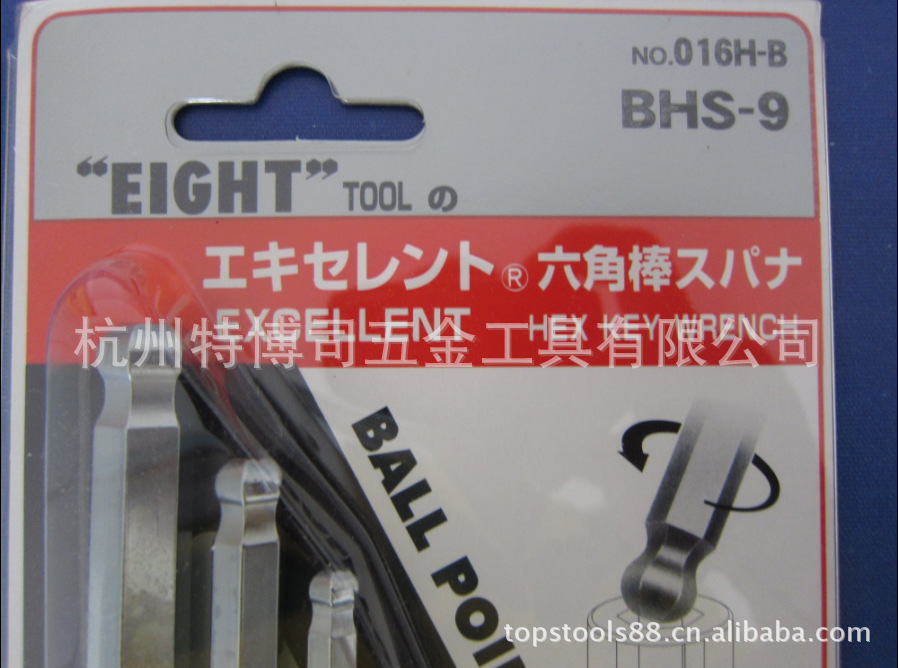 NO.016H-B
BHS-9
“EIGHT” TOOL の
エキセレント® 六角棒スパナ
EXCELLENT HEX KEY WRENCH
杭州特博司五金工具有限公司
BALL POI
topstools88.cn.alibaba.com